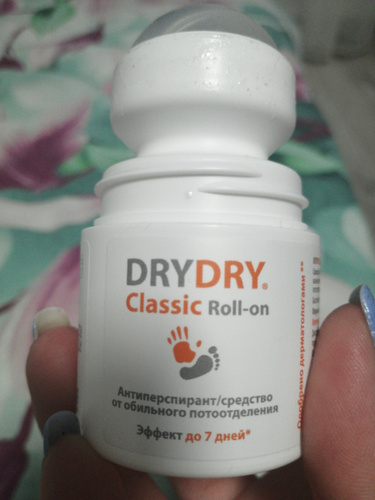 DRYDRY®
Classic Roll-on
Антиперспирант/средство
от обильного потоотделения
Эффект до 7 дней*
Одобрено дерматологами **